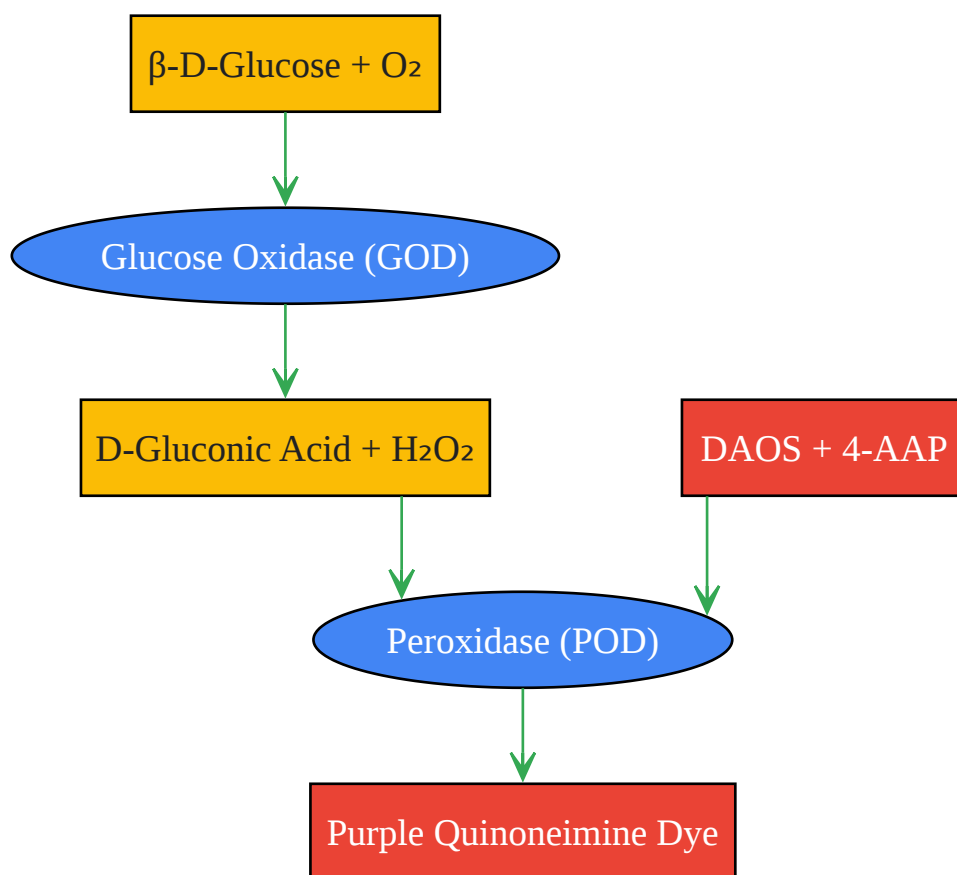 β-D-Glucose + O₂
Glucose Oxidase (GOD)
D-Gluconic Acid + H₂O₂
DAOS + 4-AAP
Peroxidase (POD)
Purple Quinoneimine Dye